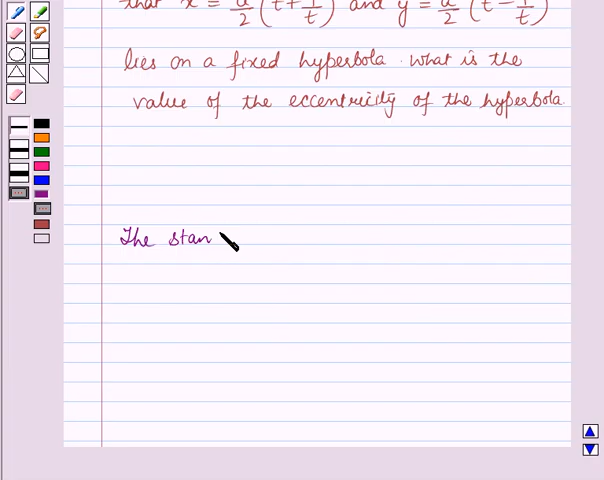 that x = a/2 (t + 1/t) and y = a/2 (t - 1/t)
lies on a fixed hyperbola. what is the
value of the eccentricity of the hyperbola.
The stan